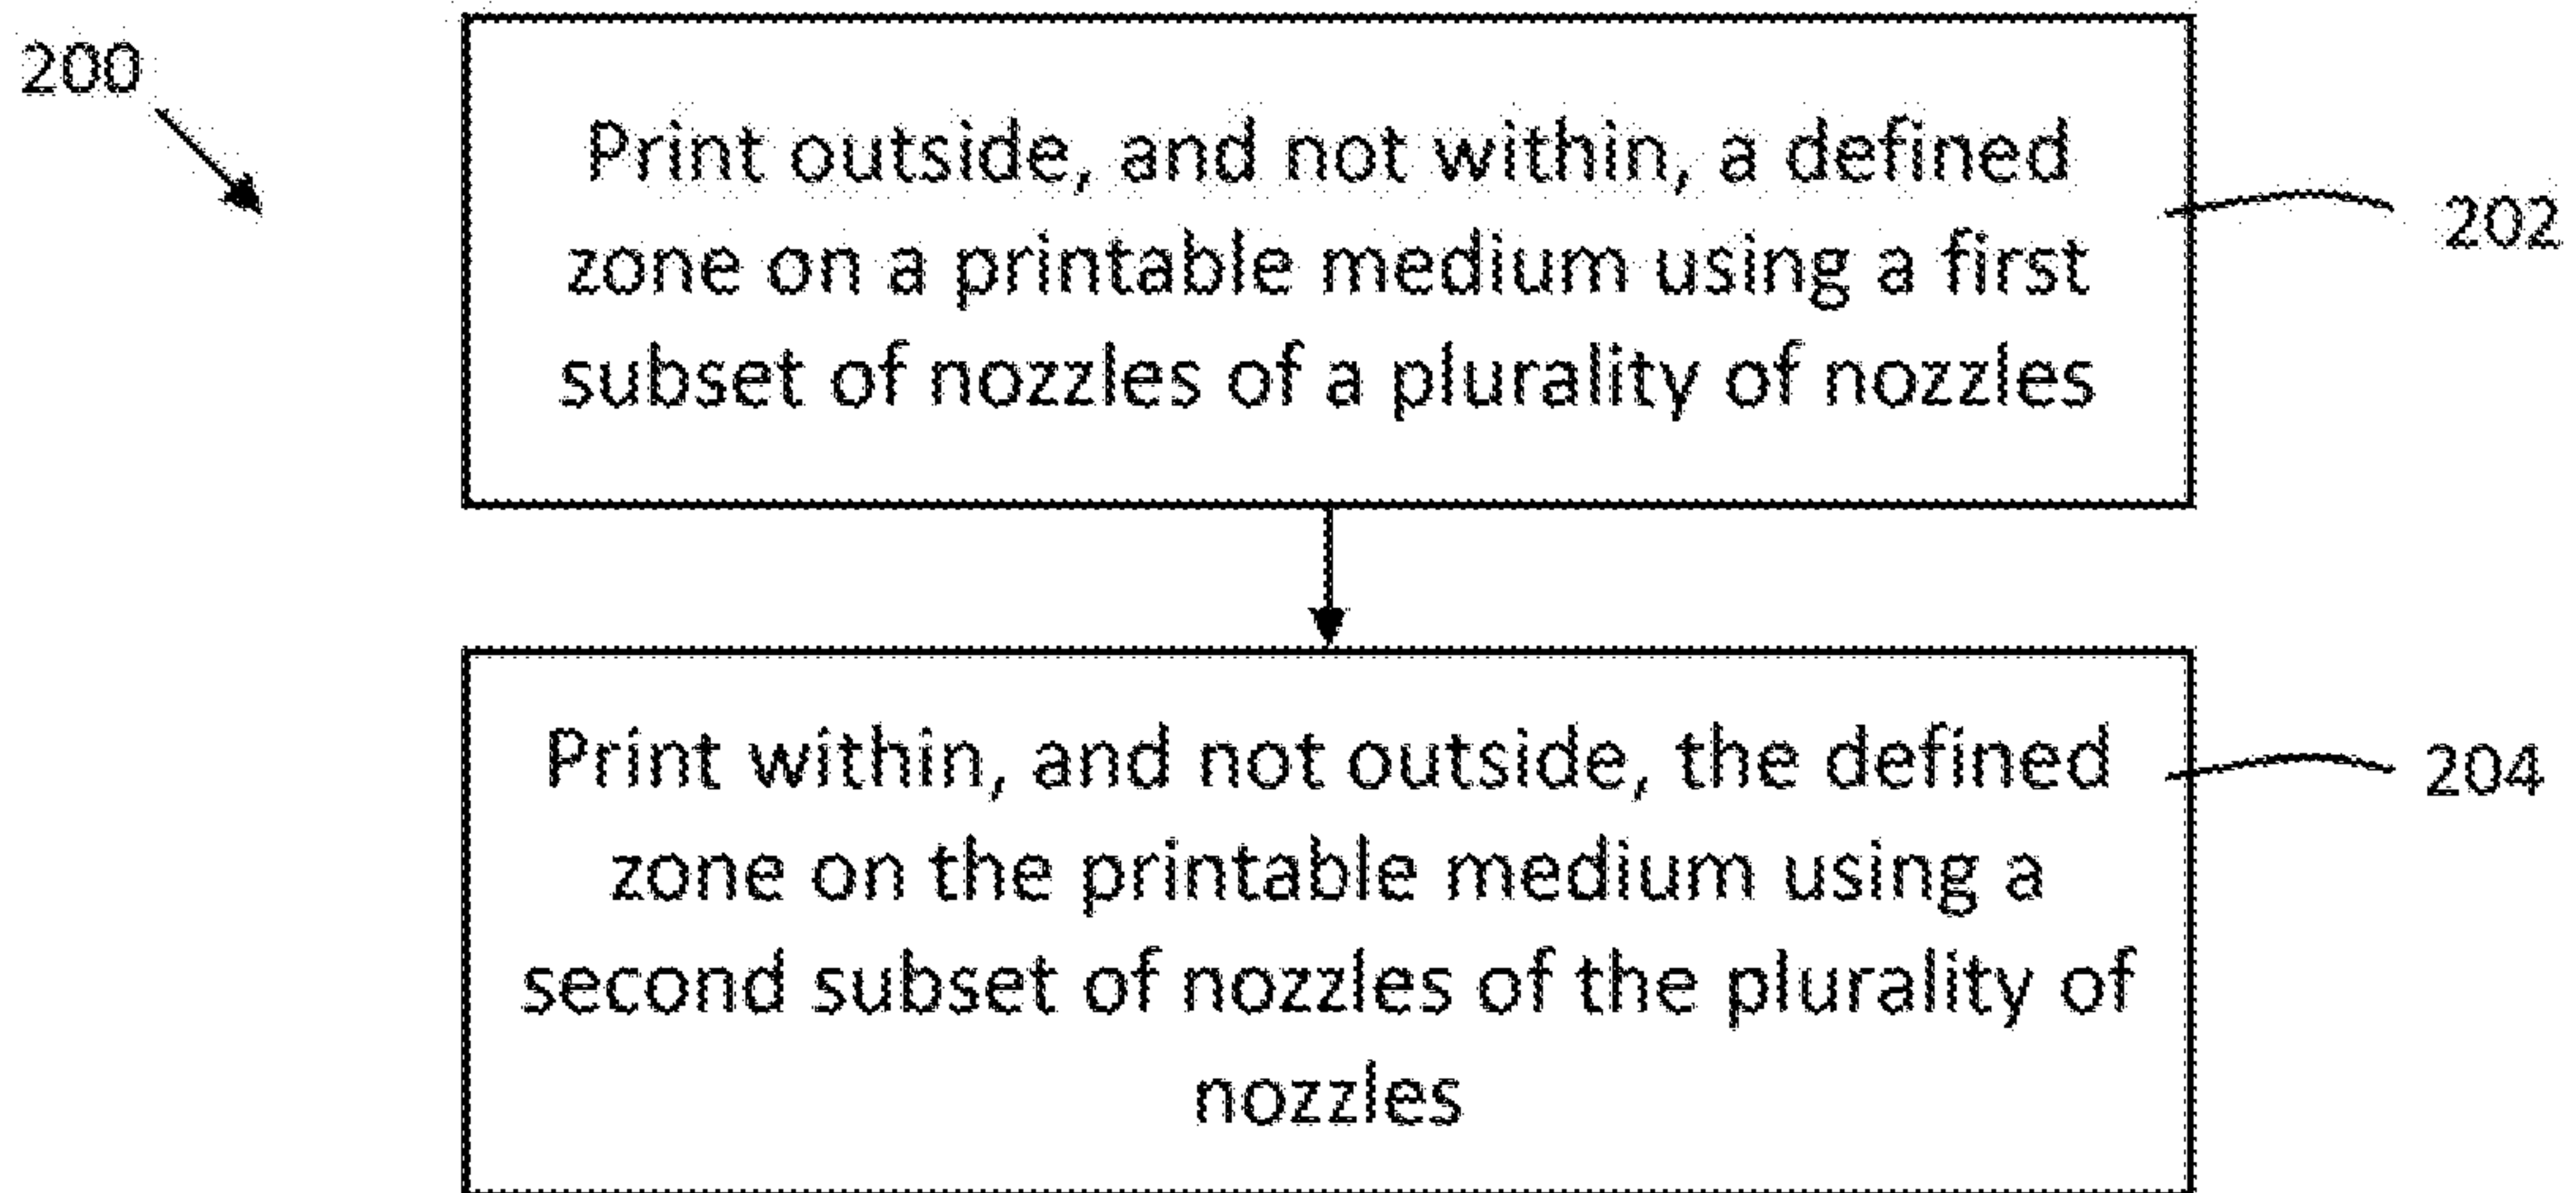 200
Print outside, and not within, a defined
zone on a printable medium using a first
subset of nozzles of a plurality of nozzles
202
Print within, and not outside, the defined
zone on the printable medium using a
second subset of nozzles of the plurality of
nozzles
204